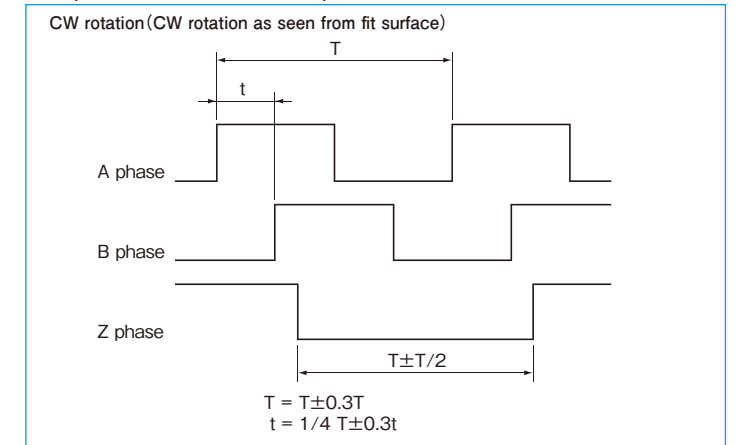 CW rotation(CW rotation as seen from fit surface)
T
t
A phase
B phase
Z phase
T±T/2
T = T±0.3T
t = 1/4 T±0.3t